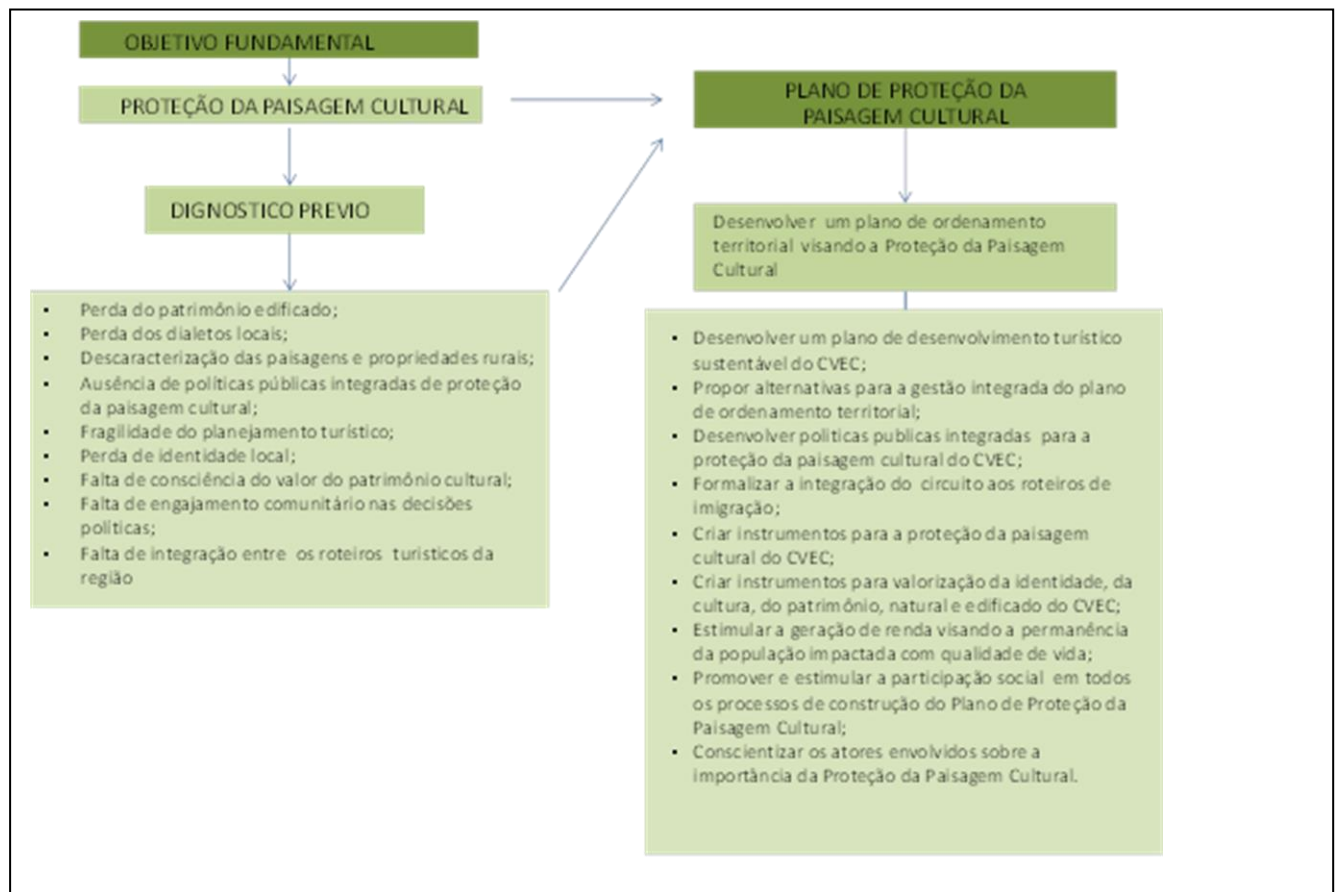 OBJETIVO FUNDAMENTAL
PROTEÇÃO DA PAISAGEM CULTURAL
DIGNOSTICO PREVIO
▪ Perda do patrimônio edificado;
▪ Perda dos dialetos locais;
▪ Descaracterização das paisagens e propriedades rurais;
▪ Ausência de políticas públicas integradas de proteção
da paisagem cultural;
▪ Fragilidade do planejamento turístico;
▪ Perda de identidade local;
▪ Falta de consciência do valor do patrimônio cultural;
▪ Falta de engajamento comunitário nas decisões
políticas;
▪ Falta de integração entre os roteiros turisticos da
região
PLANO DE PROTEÇÃO DA
PAISAGEM CULTURAL
Desenvolver um plano de ordenamento
territorial visando a Proteção da Paisagem
Cultural
▪ Desenvolver um plano de desenvolvimento turístico
sustentável do CVEC;
▪ Propor alternativas para a gestão integrada do plano
de ordenamento territorial;
▪ Desenvolver politicas publicas integradas para a
proteção da paisagem cultural do CVEC;
▪ Formalizar a integração do circuito aos roteiros de
imigração;
▪ Criar instrumentos para a proteção da paisagem
cultural do CVEC;
▪ Criar instrumentos para valorização da identidade, da
cultura, do patrimônio, natural e edificado do CVEC;
▪ Estimular a geração de renda visando a permanência
da população impactada com qualidade de vida;
▪ Promover e estimular a participação social em todos
os processos de construção do Plano de Proteção da
Paisagem Cultural;
▪ Conscientizar os atores envolvidos sobre a
importância da Proteção da Paisagem Cultural.